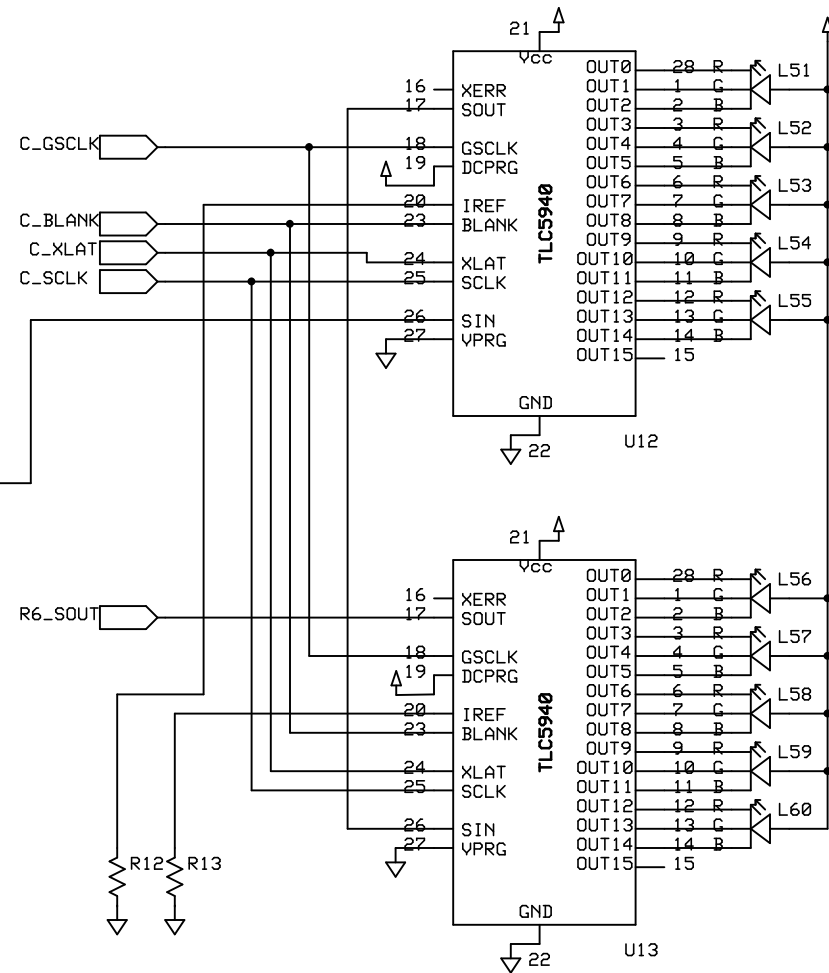 21
Vcc
16 XERR OUT0 28 R L51
17 SOUT OUT1 1 G
OUT2 2 B
C_GSCLK 18 GSCLK OUT3 3 R L52
19 DCPRG OUT4 4 G
OUT5 5 B
20 IREF OUT6 6 R L53
C_BLANK 23 BLANK OUT7 7 G
OUT8 8 B
C_XLAT 24 XLAT OUT9 9 R L54
C_SCLK 25 SCLK OUT10 10 G
OUT11 11 B
26 SIN OUT12 12 R L55
27 VPRG OUT13 13 G
OUT14 14 B
OUT15 15
TLC5940
GND
22
U12
21
Vcc
16 XERR OUT0 28 R L56
R6_SOUT 17 SOUT OUT1 1 G
OUT2 2 B
18 GSCLK OUT3 3 R L57
19 DCPRG OUT4 4 G
OUT5 5 B
20 IREF OUT6 6 R L58
23 BLANK OUT7 7 G
OUT8 8 B
24 XLAT OUT9 9 R L59
25 SCLK OUT10 10 G
OUT11 11 B
26 SIN OUT12 12 R L60
27 VPRG OUT13 13 G
OUT14 14 B
OUT15 15
TLC5940
R12 R13
GND
22
U13